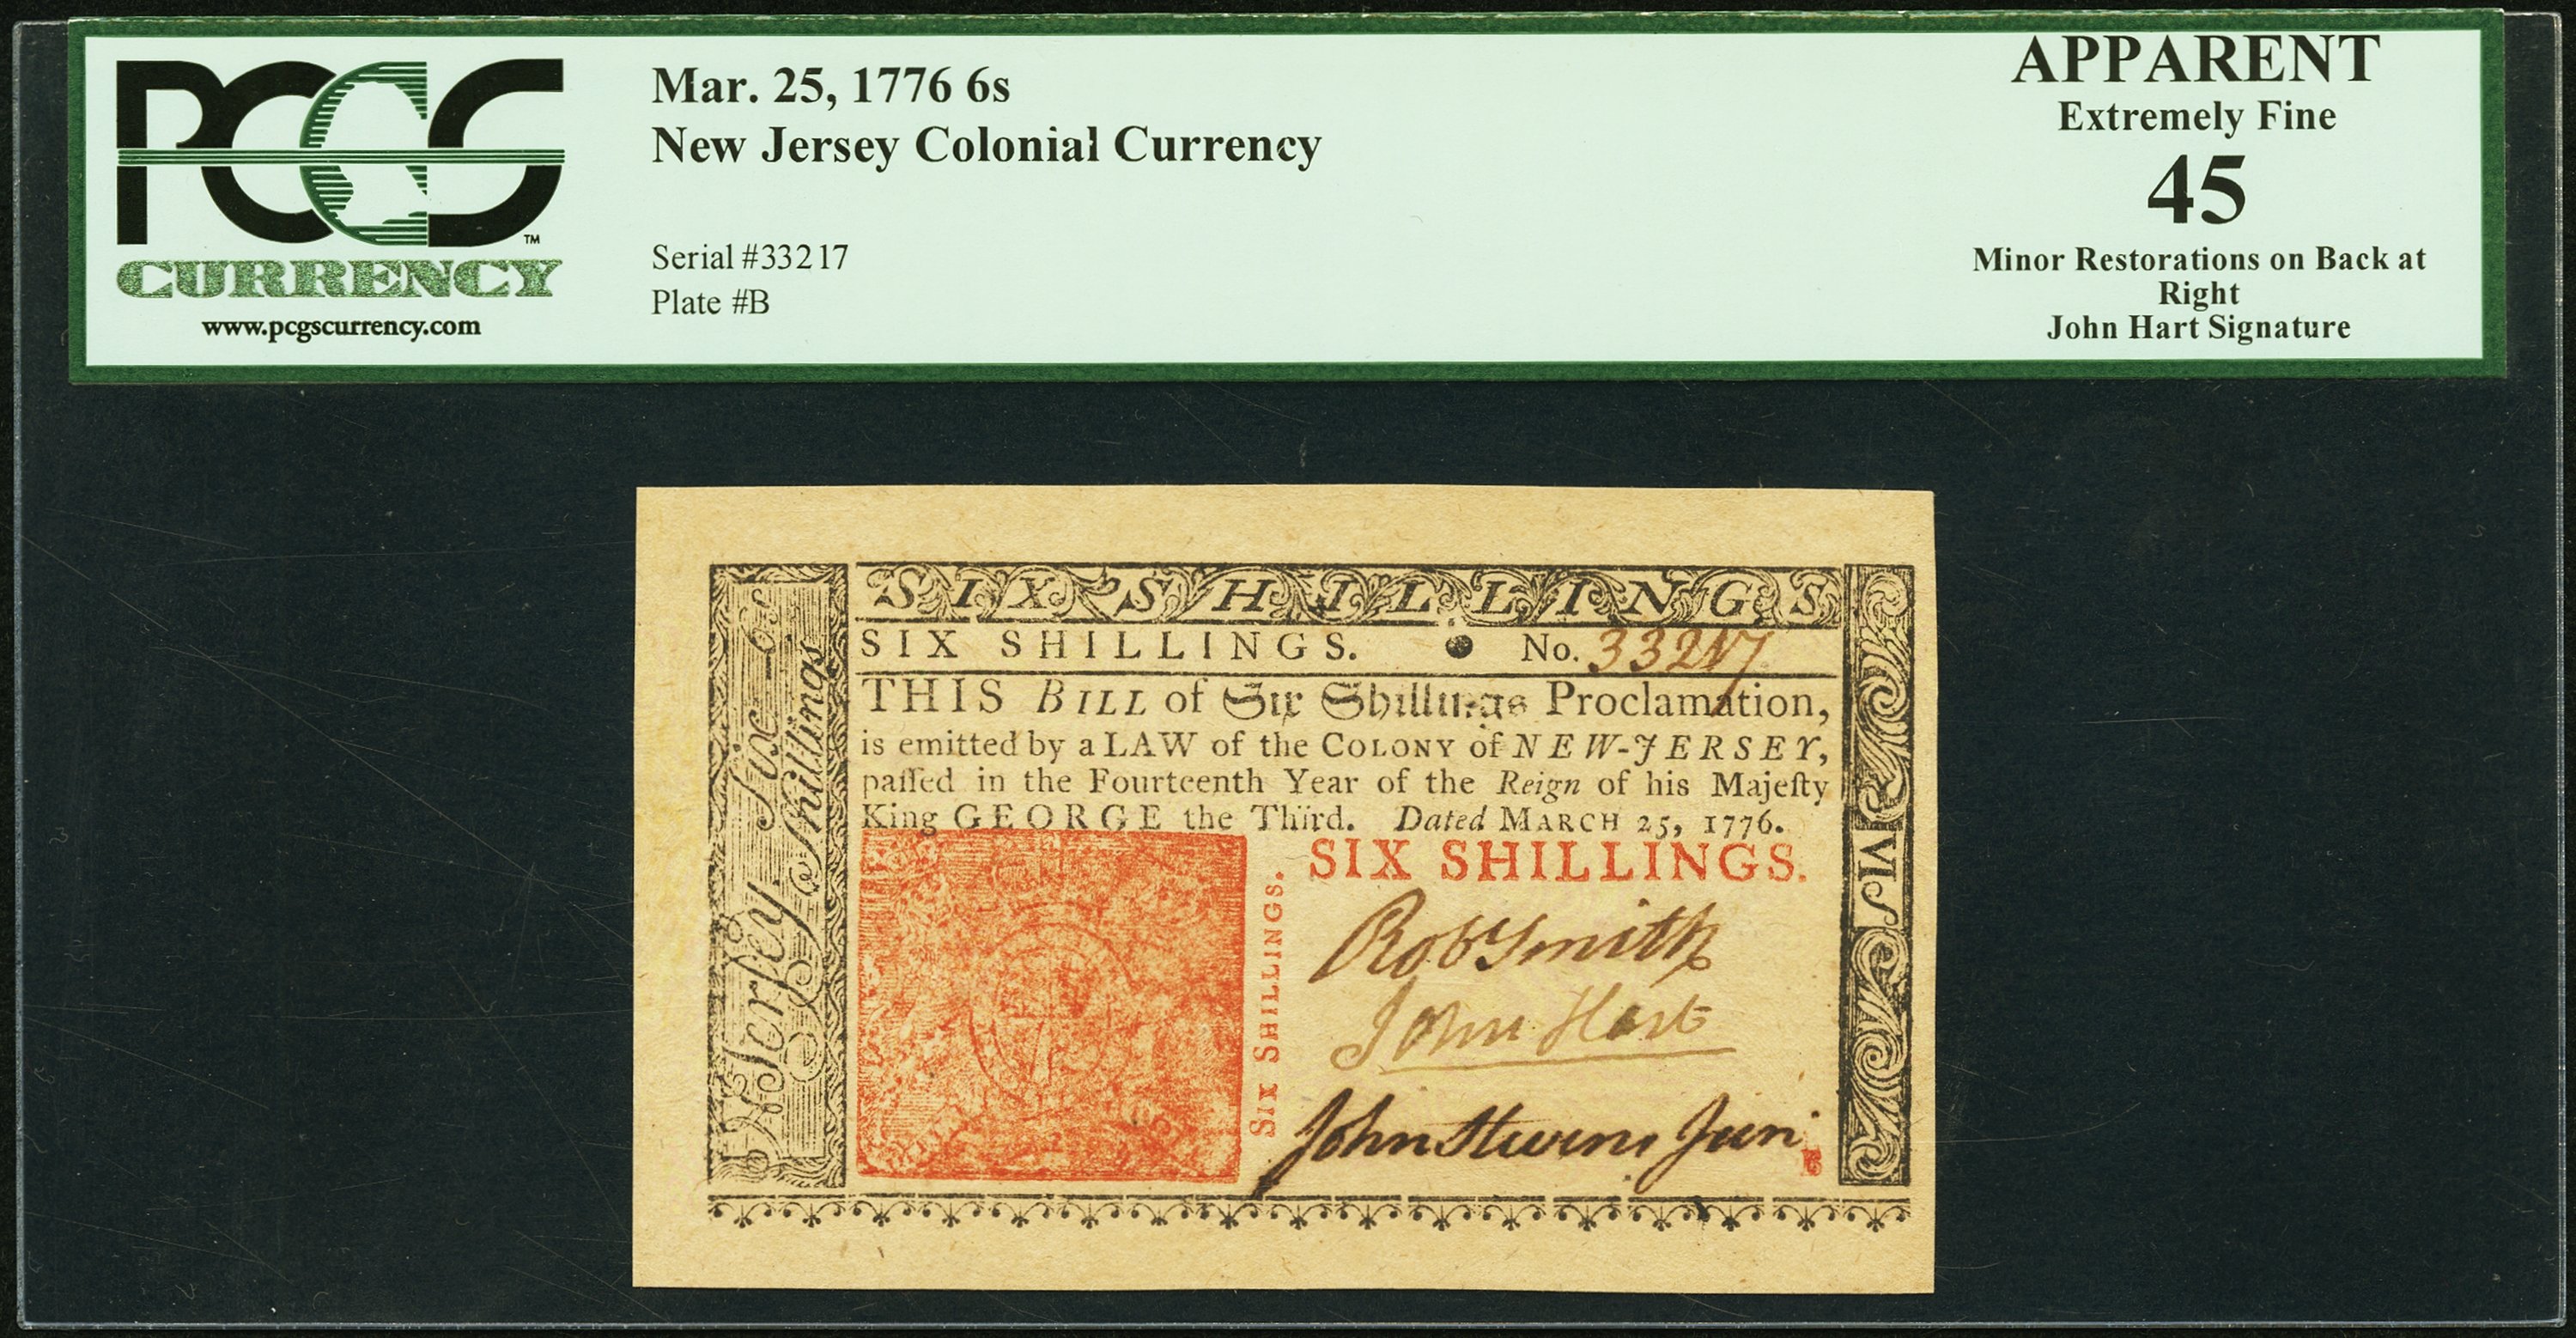 PCGS
™
CURRENCY
www.pcgscurrency.com
Mar. 25, 1776 6s
New Jersey Colonial Currency
Serial #33217
Plate #B
APPARENT
Extremely Fine
45
Minor Restorations on Back at
Right
John Hart Signature
SIX SHILLINGS
SIX SHILLINGS. No. 33217
THIS BILL of Six Shillings Proclamation,
is emitted by a LAW of the COLONY of NEW-JERSEY,
paſſed in the Fourteenth Year of the Reign of his Majeſty
King GEORGE the Third. Dated MARCH 25, 1776.
SIX SHILLINGS.
SIX SHILLINGS.
Robt Smith
John Hart
John Stevens Jun
Jerſey Six
Shillings
VIS